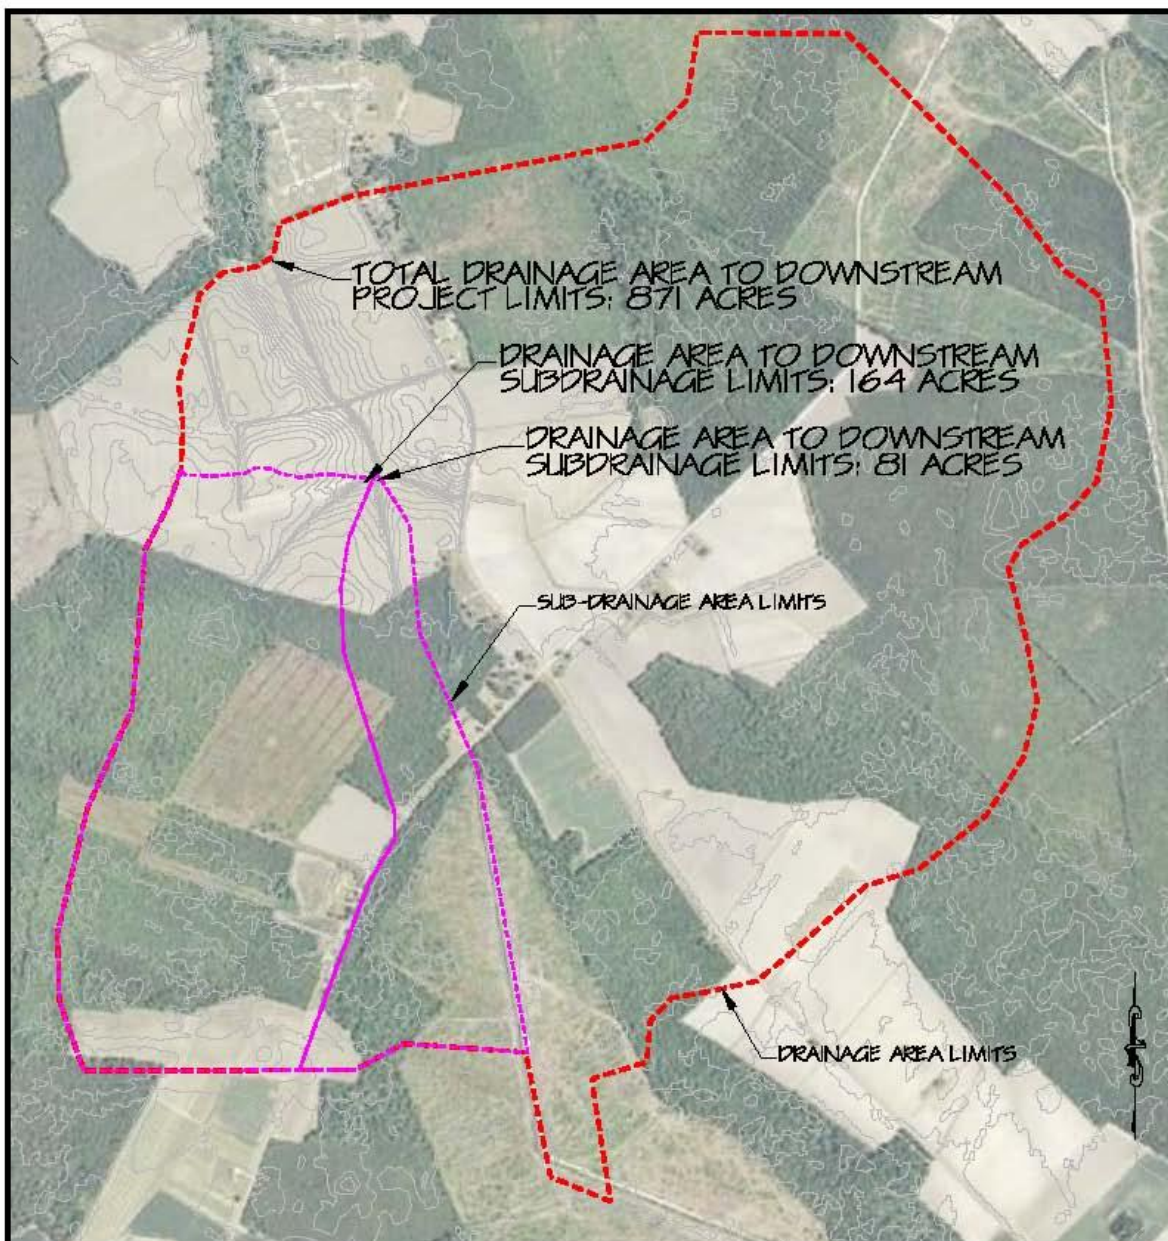 TOTAL DRAINAGE AREA TO DOWNSTREAM
PROJECT LIMITS: 871 ACRES
DRAINAGE AREA TO DOWNSTREAM
SUBDRAINAGE LIMITS: 164 ACRES
DRAINAGE AREA TO DOWNSTREAM
SUBDRAINAGE LIMITS: 81 ACRES
SUB-DRAINAGE AREA LIMITS
DRAINAGE AREA LIMITS